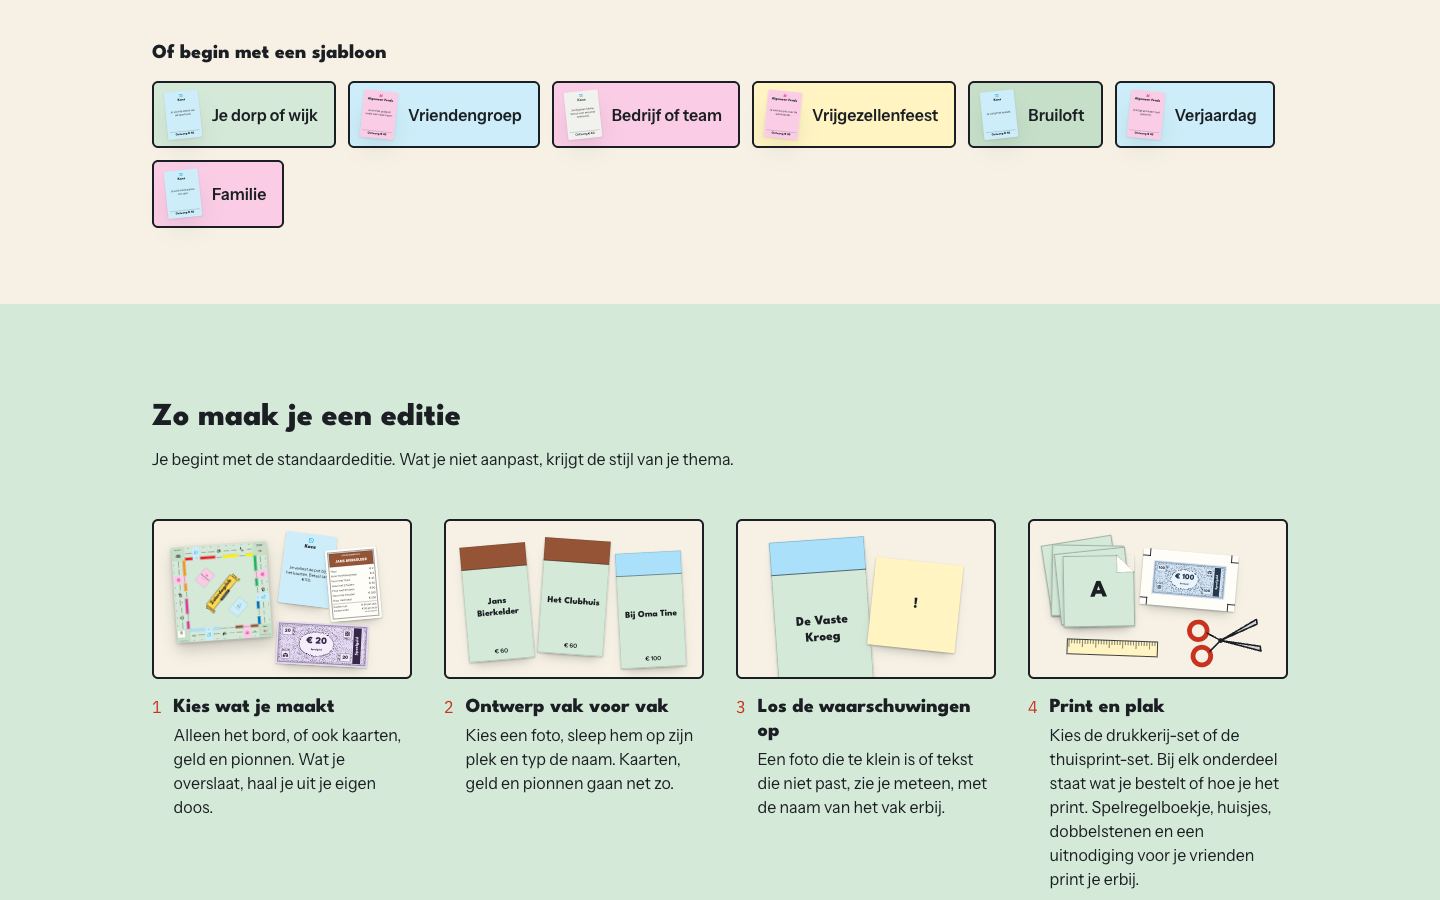 Of begin met een sjabloon
Je dorp of wijk
Vriendengroep
Bedrijf of team
Vrijgezellenfeest
Bruiloft
Verjaardag
Familie
Zo maak je een editie
Je begint met de standaardeditie. Wat je niet aanpast, krijgt de stijl van je thema.
Kans
JANS BIERKELDER
20
€ 20
20
Jans
Bierkelder
€ 60
Het Clubhuis
€ 60
Bij Oma Tine
€ 100
De Vaste
Kroeg
!
A
€ 100
1 Kies wat je maakt
Alleen het bord, of ook kaarten,
geld en pionnen. Wat je
overslaat, haal je uit je eigen
doos.
2 Ontwerp vak voor vak
Kies een foto, sleep hem op zijn
plek en typ de naam. Kaarten,
geld en pionnen gaan net zo.
3 Los de waarschuwingen
op
Een foto die te klein is of tekst
die niet past, zie je meteen, met
de naam van het vak erbij.
4 Print en plak
Kies de drukkerij-set of de
thuisprint-set. Bij elk onderdeel
staat wat je bestelt of hoe je het
print. Spelregelboekje, huisjes,
dobbelstenen en een
uitnodiging voor je vrienden
print je erbij.